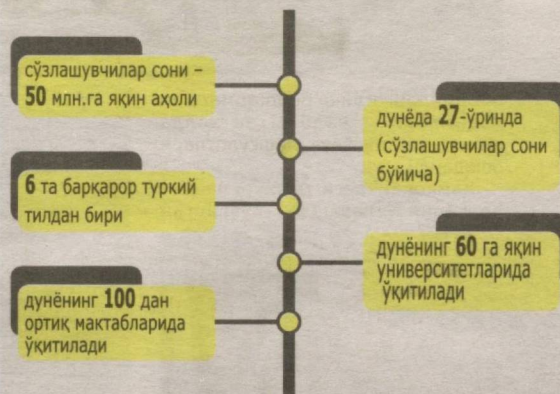 сўзлашувчилар сони –
50 млн.га яқин аҳоли
дунёда 27-ўринда
(сўзлашувчилар сони
бўйича)
6 та барқарор туркий
тилдан бири
дунёнинг 60 га яқин
университетларида
ўқитилади
дунёнинг 100 дан
ортиқ мактабларида
ўқитилади